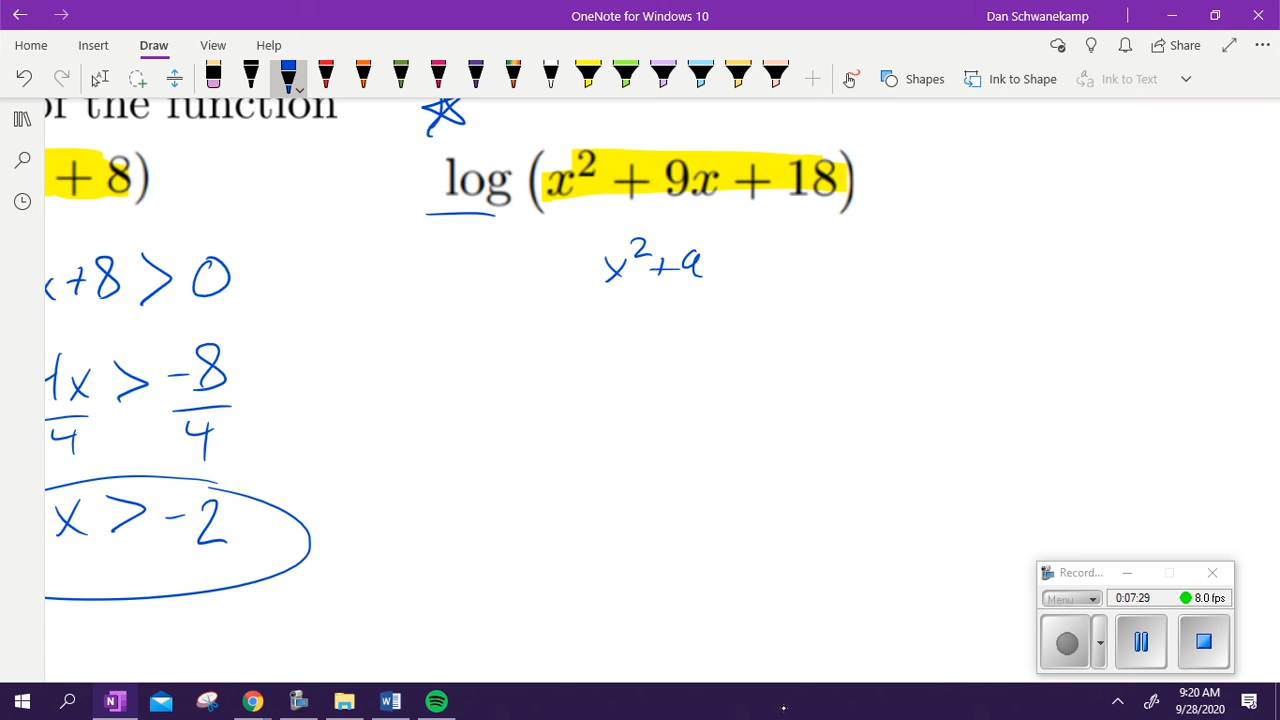 OneNote for Windows 10
Dan Schwanekamp
Home Insert Draw View Help
Share
Shapes
Ink to Shape
Ink to Text
of the function
+ 8)
log (x² + 9x + 18)
x²+9
x+8 > 0
4x > -8
4 4
x > -2
Record...
Menu
0:07:29
8.0 fps
9:20 AM
9/28/2020